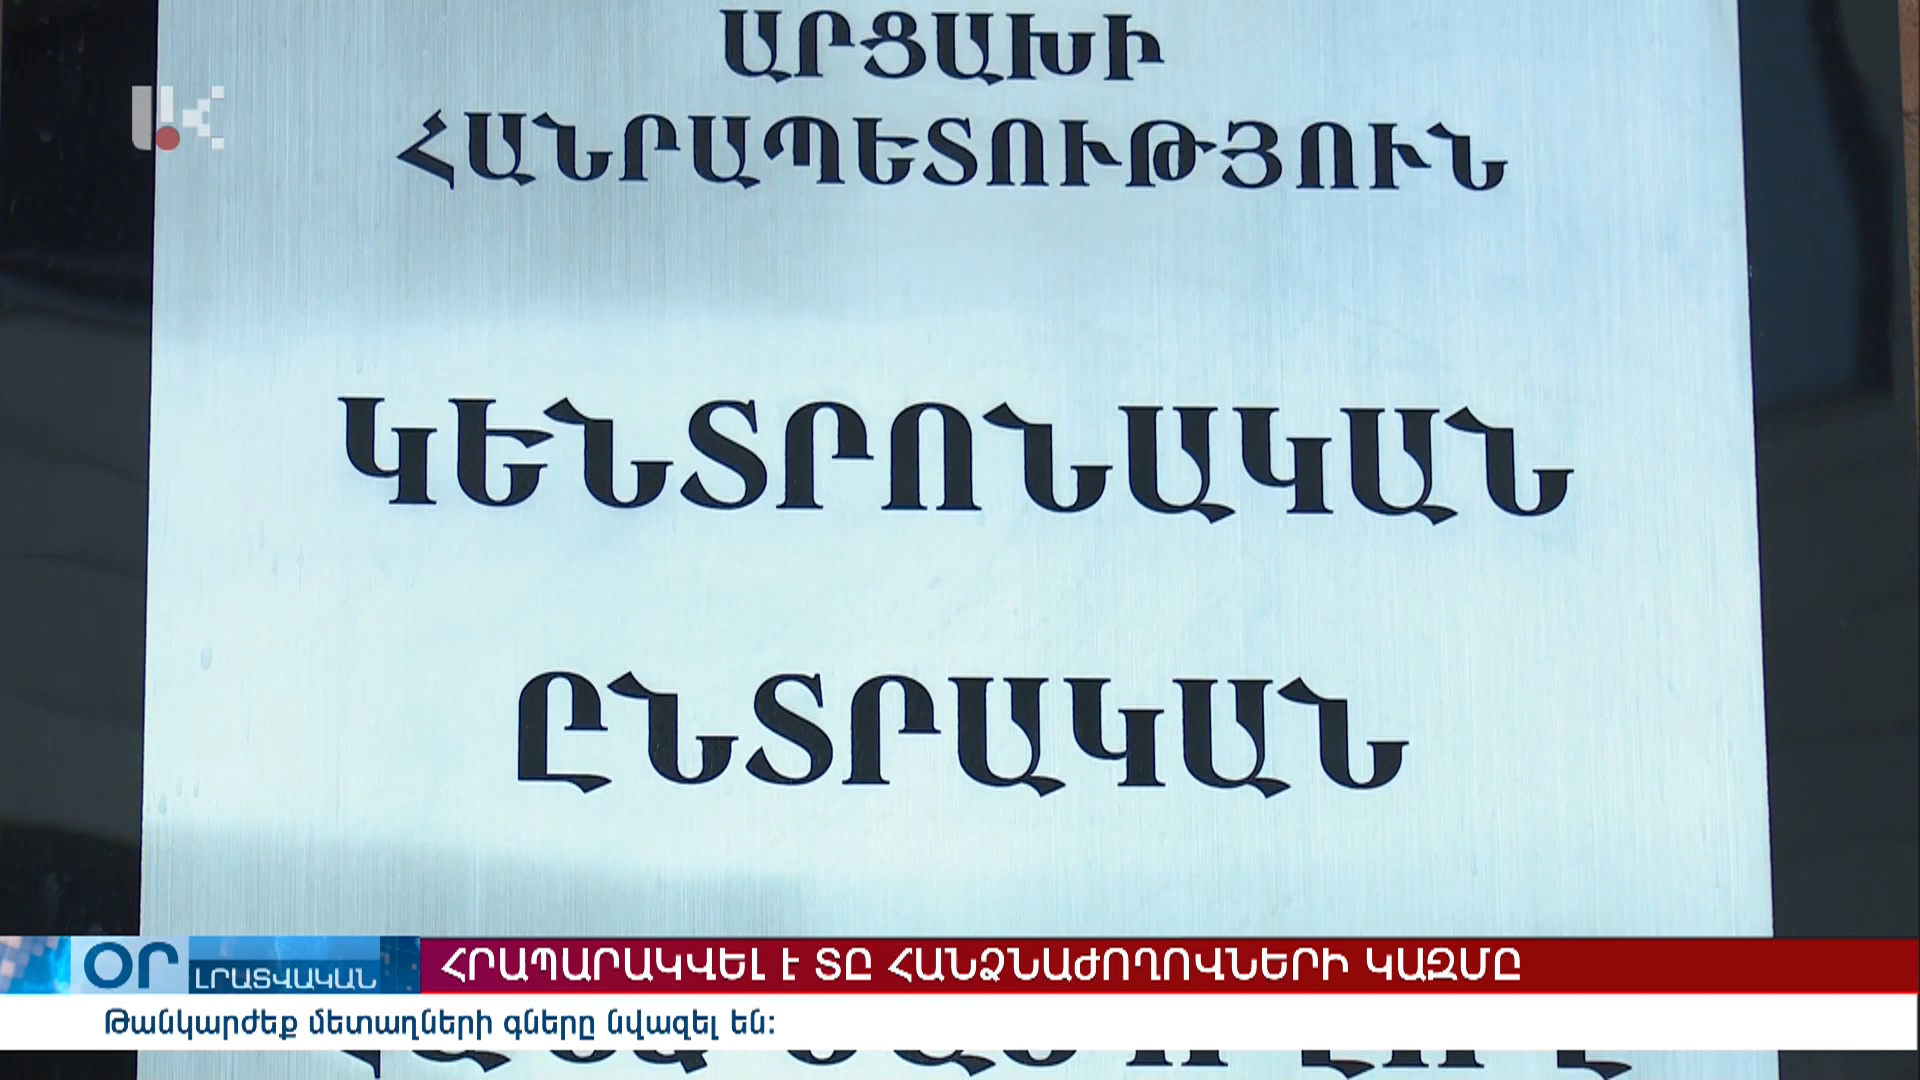 ԱՐՑԱԽԻ
ՀԱՆՐԱՊԵՏՈՒԹՅՈՒՆ
ԿԵՆՏՐՈՆԱԿԱՆ
ԸՆՏՐԱԿԱՆ
ՕՐ
ԼՐԱՏՎԱԿԱՆ
ՀՐԱՊԱՐԱԿՎԵԼ է ՏԸ ՀԱՆՁՆԱԺՈՂՈՎՆԵՐԻ ԿԱԶՄԸ
Թանկարժեք մետաղների գները նվազել են: